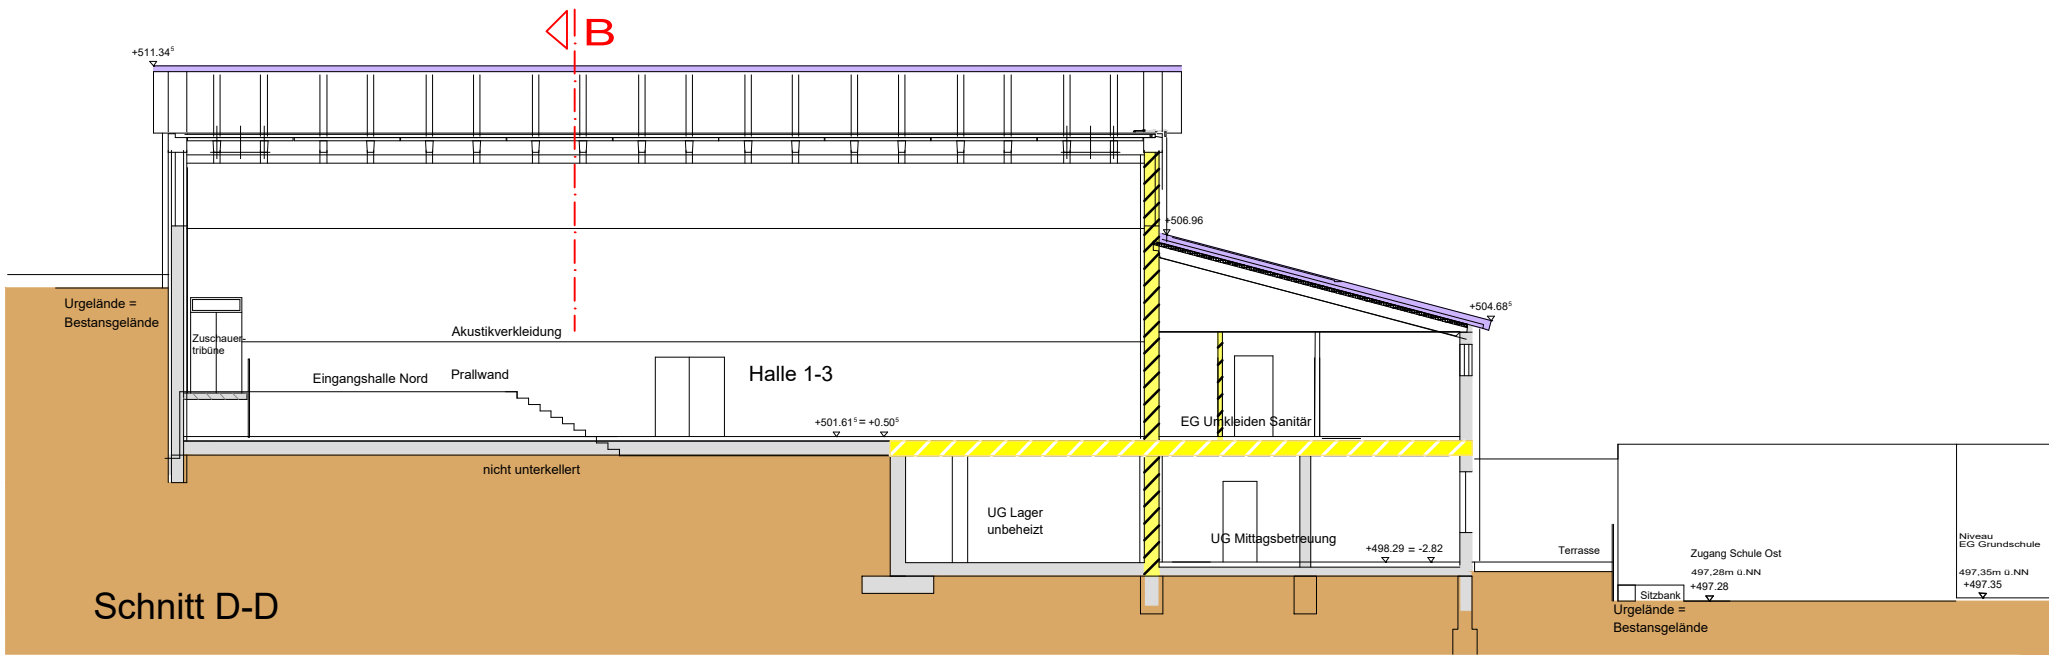 B
+511.34⁵
+506.96
Urgelände =
Bestansgelände
+504.68⁵
Zuschauer-
tribüne
Akustikverkleidung
Eingangshalle Nord
Prallwand
Halle 1-3
+501.61⁵ = +0.50⁵
EG Umkleiden Sanitär
nicht unterkellert
UG Lager
unbeheizt
UG Mittagsbetreuung
+498.29 = -2.82
Terrasse
Zugang Schule Ost
497,28m ü.NN
+497.28
Niveau
EG Grundschule
497,35m ü.NN
+497.35
Sitzbank
Urgelände =
Bestansgelände
Schnitt D-D